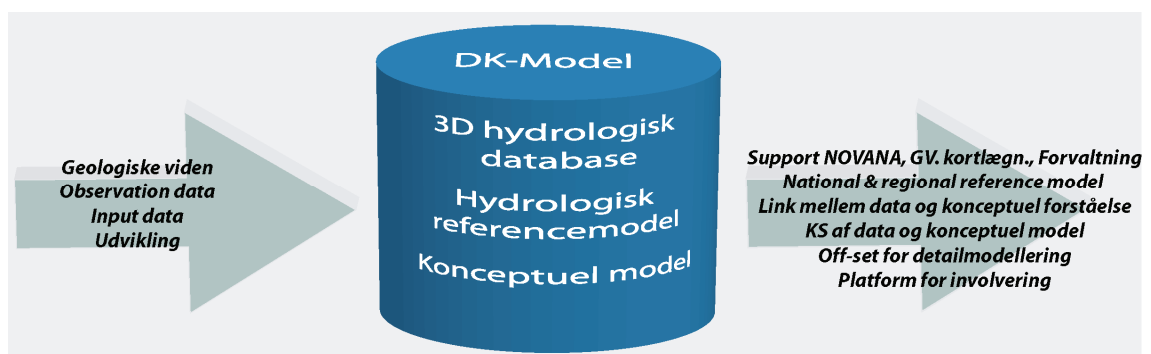 Geologiske viden
Observation data
Input data
Udvikling
DK-Model
3D hydrologisk
database
Hydrologisk
referencemodel
Konceptuel model
Support NOVANA, GV. kortlægn., Forvaltning
National & regional reference model
Link mellem data og konceptuel forståelse
KS af data og konceptuel model
Off-set for detailmodellering
Platform for involvering